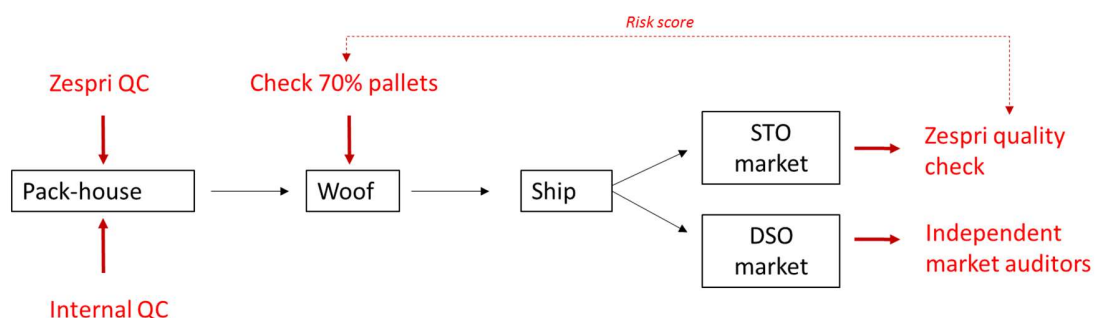 Risk score
Zespri QC
Check 70% pallets
STO
market
Zespri quality
check
Pack-house
Woof
Ship
DSO
market
Independent
market auditors
Internal QC